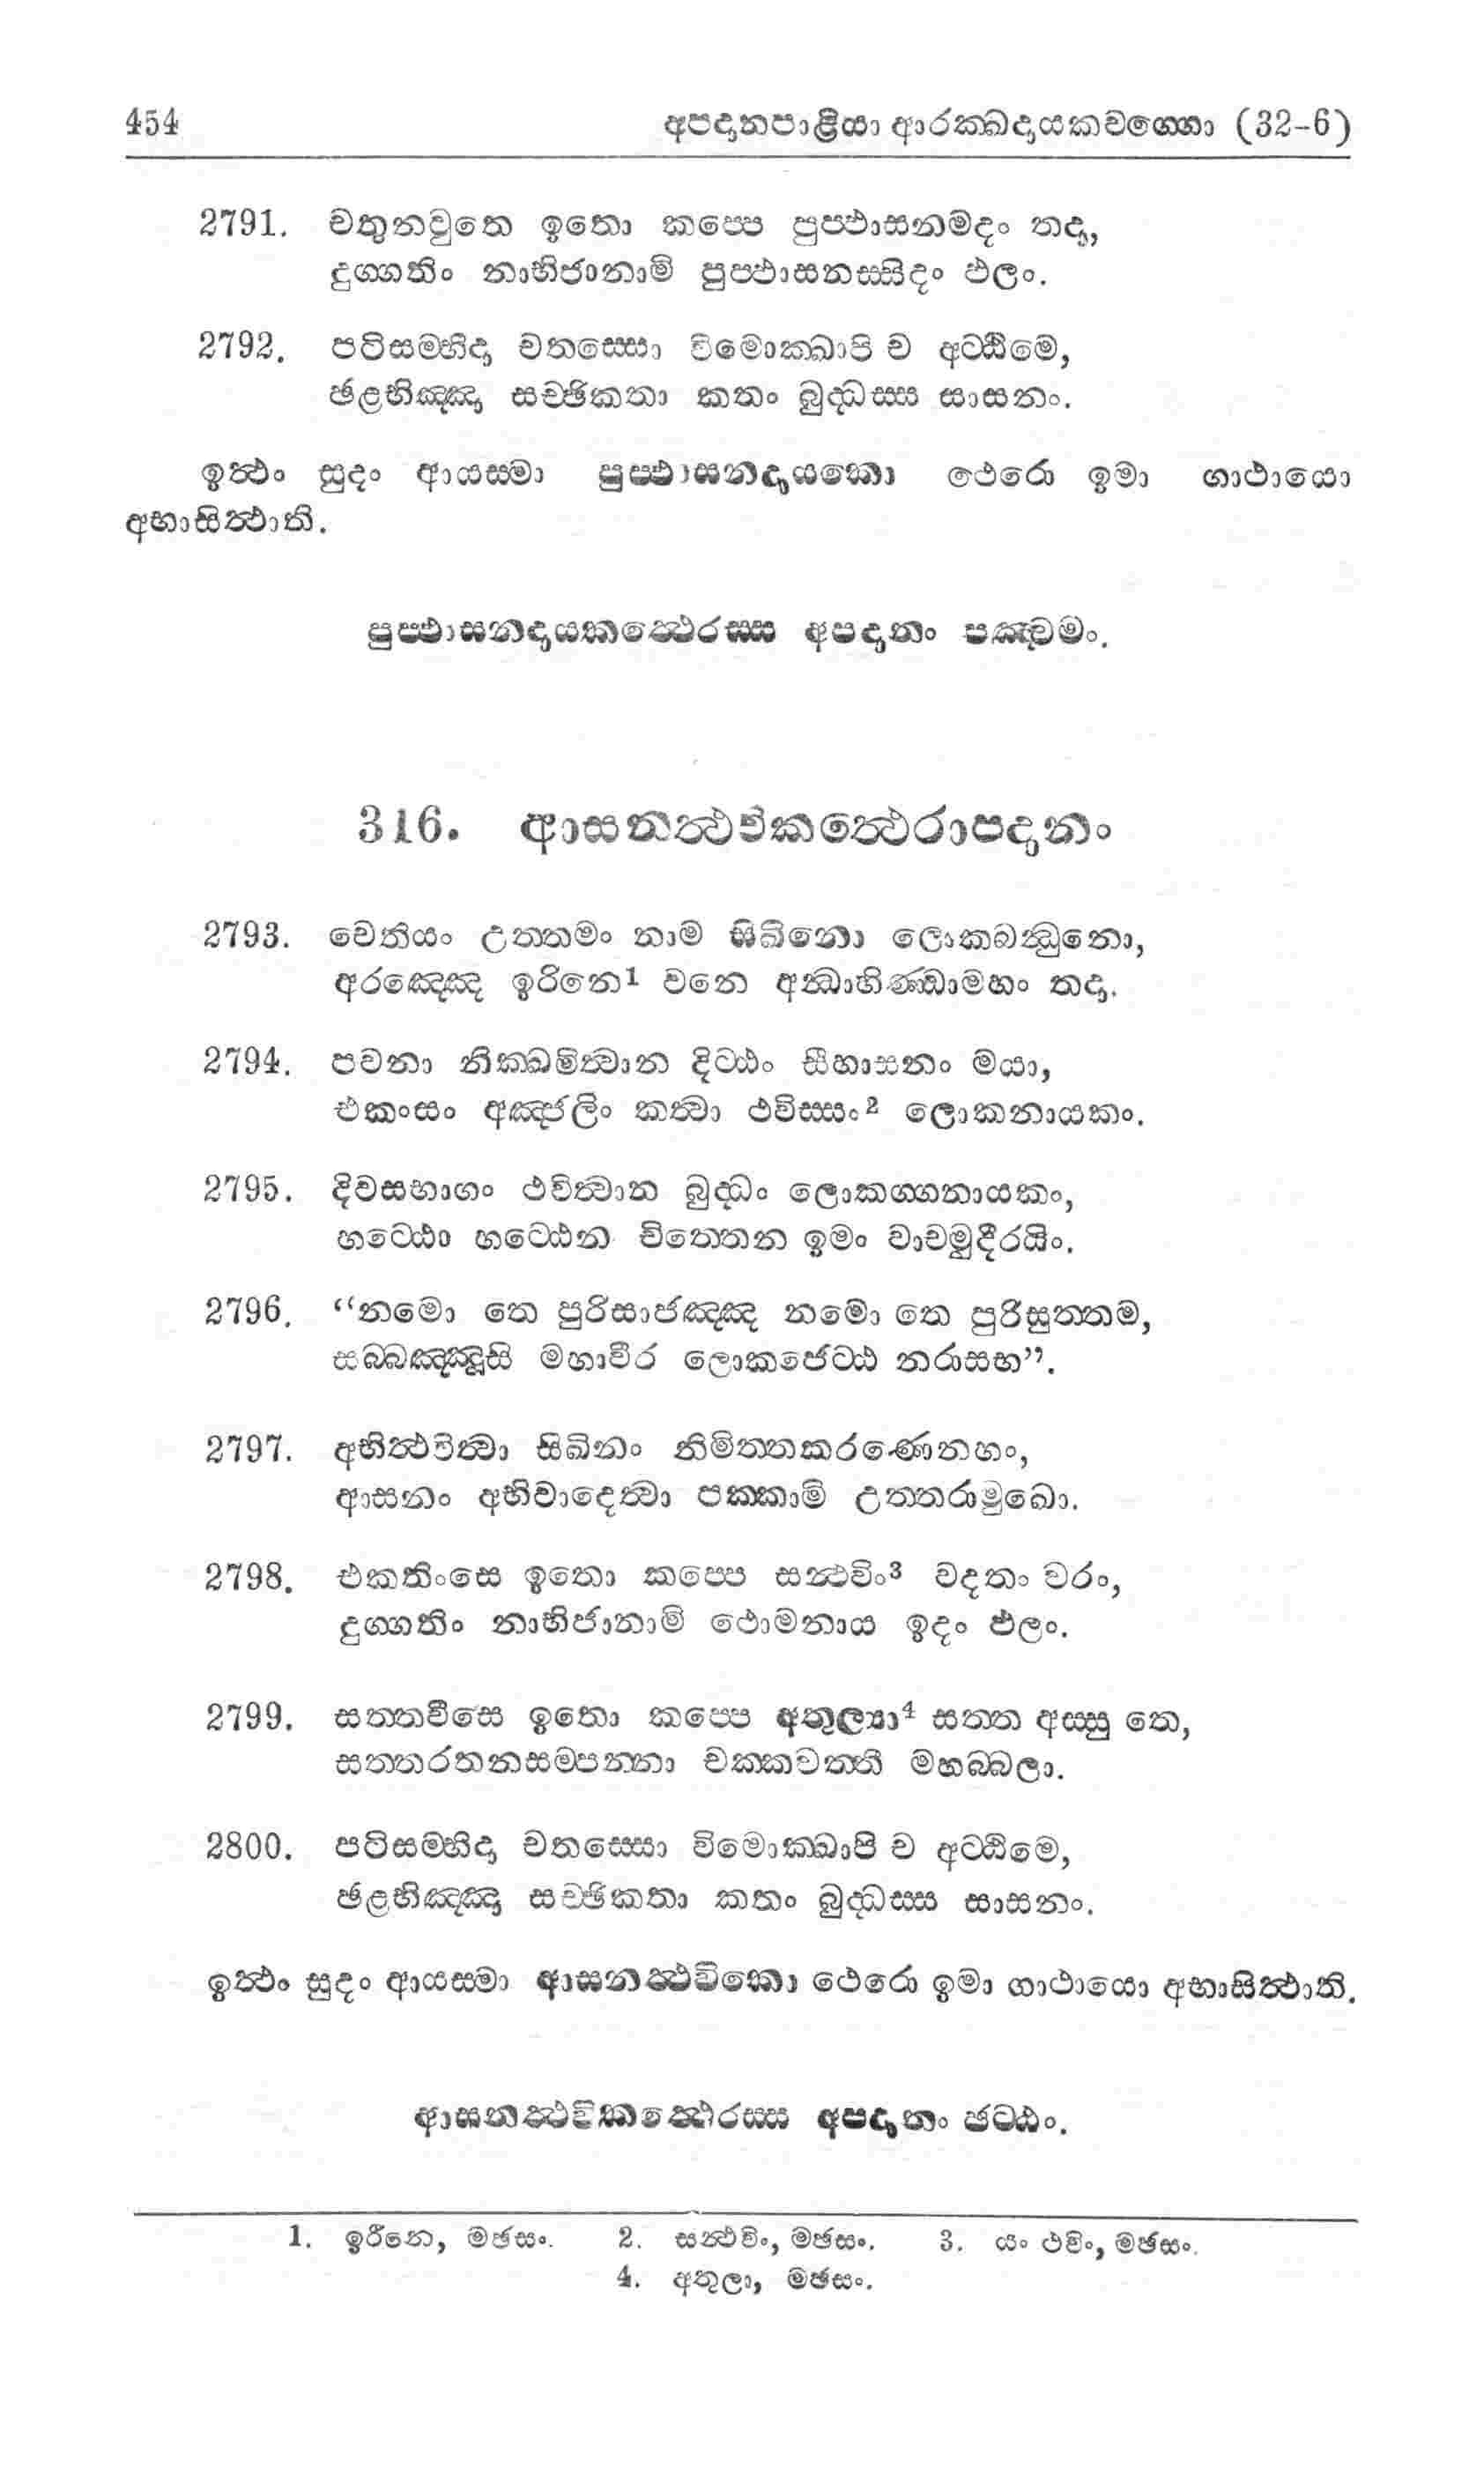 454 අපදානපාළියා ආරක්ඛදායකවග්ගො (32-6)
2791. චතුනවුතෙ ඉතො කප්පෙ පුප්ඵාසනමදං තදා,
දුග්ගතිං නාභිජානාමි පුප්ඵාසනස්සිදං ඵලං.
2792. පටිසම්භිදා චතස්සො විමොක්ඛාපි ච අට්ඨිමෙ,
ඡළභිඤ්ඤා සච්ඡිකතා කතං බුද්ධස්ස සාසනං.
ඉත්ථං සුදං ආයස්මා පුප්ඵාසනදායකො ථෙරො ඉමා ගාථායො
අභාසිත්ථාති.
පුප්ඵාසනදායකත්ථෙරස්ස අපදානං පඤ්චමං.
316. ආසනත්ථවිකත්ථෙරාපදානං
2793. චෙතියං උත්තමං නාම සිඛිනො ලොකබන්ධුනො,
අරඤ්ඤෙ ඉරිනෙ1 වනෙ අන්ධාහිණ්ඩාමහං තදා.
2794. පවනා නික්ඛමිත්වාන දිට්ඨං සීහාසනං මයා,
එකංසං අඤ්ජලිං කත්වා ථවිස්සං2 ලොකනායකං.
2795. දිවසභාගං ථවිත්වාන බුද්ධං ලොකග්ගනායකං,
හට්ඨො හට්ඨෙන චිත්තෙන ඉමං වාචමුදීරයිං.
2796. “නමො තෙ පුරිසාජඤ්ඤ නමො තෙ පුරිසුත්තම,
සබ්බඤ්ඤූසි මහාවීර ලොකජෙට්ඨ නරාසභ”.
2797. අභිත්ථවිත්වා සිඛිනං නිමිත්තකරණෙනහං,
ආසනං අභිවාදෙත්වා පක්කාමිං උත්තරාමුඛො.
2798. එකතිංසෙ ඉතො කප්පෙ සන්ථවිං3 වදතං වරං,
දුග්ගතිං නාභිජානාමි ථොමනාය ඉදං ඵලං.
2799. සත්තවීසෙ ඉතො කප්පෙ අතුල්‍යා4 සත්ත අස්සු තෙ,
සත්තරතනසම්පන්නා චක්කවත්තී මහබ්බලා.
2800. පටිසම්භිදා චතස්සො විමොක්ඛාපි ච අට්ඨිමෙ,
ඡළභිඤ්ඤා සච්ඡිකතා කතං බුද්ධස්ස සාසනං.
ඉත්ථං සුදං ආයස්මා ආසනත්ථවිකො ථෙරො ඉමා ගාථායො අභාසිත්ථාති.
ආසනත්ථවිකත්ථෙරස්ස අපදානං ඡට්ඨං.
1. ඉරීනෙ, මඡසං. 2. සන්ථවිං, මඡසං. 3. යං ථවිං, මඡසං.
4. අතුලා, මඡසං.